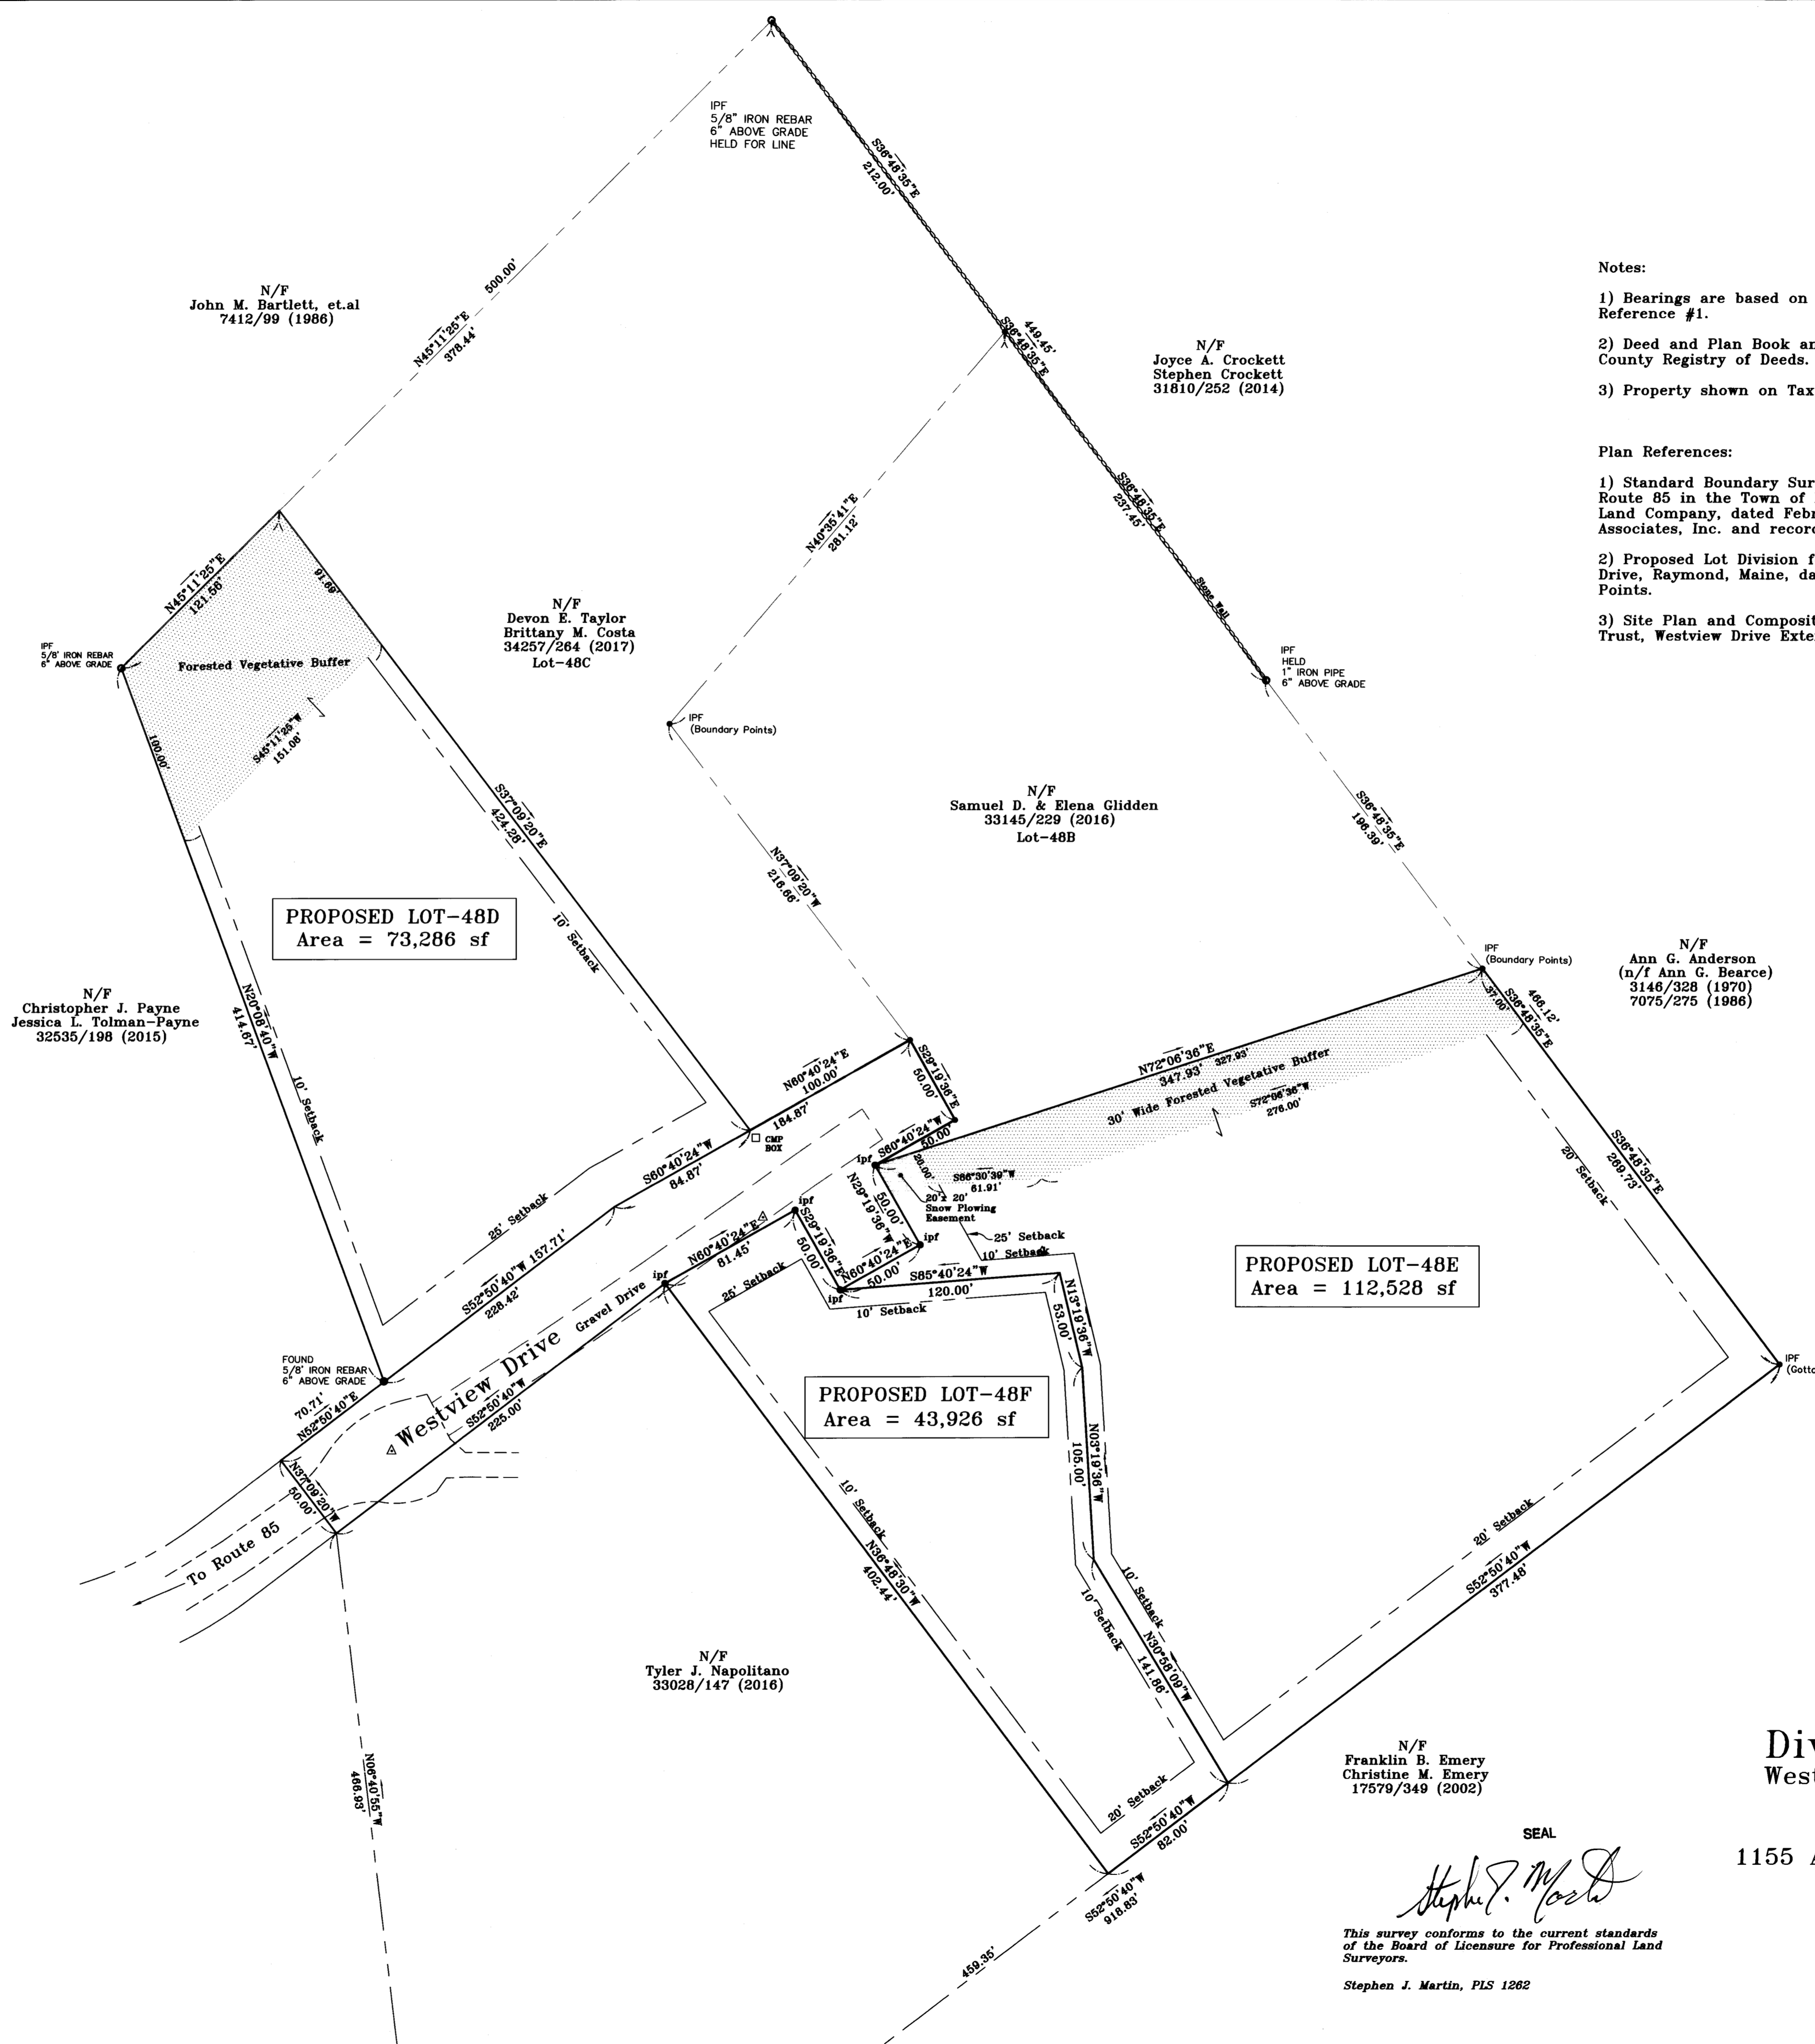 IPF
5/8" IRON REBAR
6" ABOVE GRADE
HELD FOR LINE
S36°48'35"E
212.00'
500.00'
N45°11'25"E
378.44'
N/F
John M. Bartlett, et.al
7412/99 (1986)
449.45'
S36°48'35"E
N/F
Joyce A. Crockett
Stephen Crockett
31810/252 (2014)
Notes:
1) Bearings are based on
Reference #1.
2) Deed and Plan Book an
County Registry of Deeds.
3) Property shown on Tax
Plan References:
1) Standard Boundary Sur
Route 85 in the Town of
Land Company, dated Febr
Associates, Inc. and recor
2) Proposed Lot Division f
Drive, Raymond, Maine, da
Points.
3) Site Plan and Composit
Trust, Westview Drive Exte
N40°35'41"E
281.12'
S36°48'35"E
237.45'
Stone Wall
N45°11'25"E
121.56'
91.69'
IPF
5/8' IRON REBAR
6" ABOVE GRADE
Forested Vegetative Buffer
N/F
Devon E. Taylor
Brittany M. Costa
34257/264 (2017)
Lot-48C
IPF
HELD
1" IRON PIPE
6" ABOVE GRADE
100.00'
S45°11'25"W
151.08'
IPF
(Boundary Points)
S37°09'20"E
424.28'
N/F
Samuel D. & Elena Glidden
33145/229 (2016)
Lot-48B
S36°48'35"E
196.39'
N37°09'20"W
216.66'
PROPOSED LOT-48D
Area = 73,286 sf
10' Setback
IPF
(Boundary Points)
N/F
Ann G. Anderson
(n/f Ann G. Bearce)
3146/328 (1970)
7075/275 (1986)
N/F
Christopher J. Payne
Jessica L. Tolman-Payne
32535/198 (2015)
N20°08'40"W
414.67'
10' Setback
466.12'
S36°48'35"E
37.00'
N72°06'36"E
347.93' 327.93'
30' Wide Forested Vegetative Buffer
S72°06'36"W
276.00'
N60°40'24"E
100.00'
184.87'
S29°19'36"E
50.00'
S60°40'24"W
50.00'
CMP
BOX
S60°40'24"W
84.87'
ipf
20.00'
S86°30'39"W
61.91'
20'x 20'
Snow Plowing
Easement
N29°19'36"W
50.00'
S36°48'35"E
269.73'
20' Setback
25' Setback
ipf
ipf
25' Setback
10' Setback
S52°50'40"W 157.71'
228.42'
N60°40'24"E
81.45'
S29°19'36"E
50.00'
N60°40'24"E
50.00'
ipf
S85°40'24"W
120.00'
10' Setback
PROPOSED LOT-48E
Area = 112,528 sf
ipf
25' Setback
Gravel Drive
Westview Drive
N13°19'36"W
53.00'
FOUND
5/8' IRON REBAR
6" ABOVE GRADE
IPF
(Gotto
70.71'
N52°50'40"E
S52°50'40"W
225.00'
PROPOSED LOT-48F
Area = 43,926 sf
N37°09'20"W
50.00'
N03°19'36"W
105.00'
To Route 85
10' Setback
N36°48'30"W
402.44'
20' Setback
S52°50'40"W
377.48'
10' Setback
10' Setback
N30°58'09"W
141.86'
N/F
Tyler J. Napolitano
33028/147 (2016)
N06°40'55"W
466.93'
N/F
Franklin B. Emery
Christine M. Emery
17579/349 (2002)
Div
West
20' Setback
S52°50'40"W
82.00'
SEAL
1155 A
S52°50'40"W
918.83'
Stephen J. Martin
This survey conforms to the current standards
of the Board of Licensure for Professional Land
Surveyors.
Stephen J. Martin, PLS 1262
459.35'